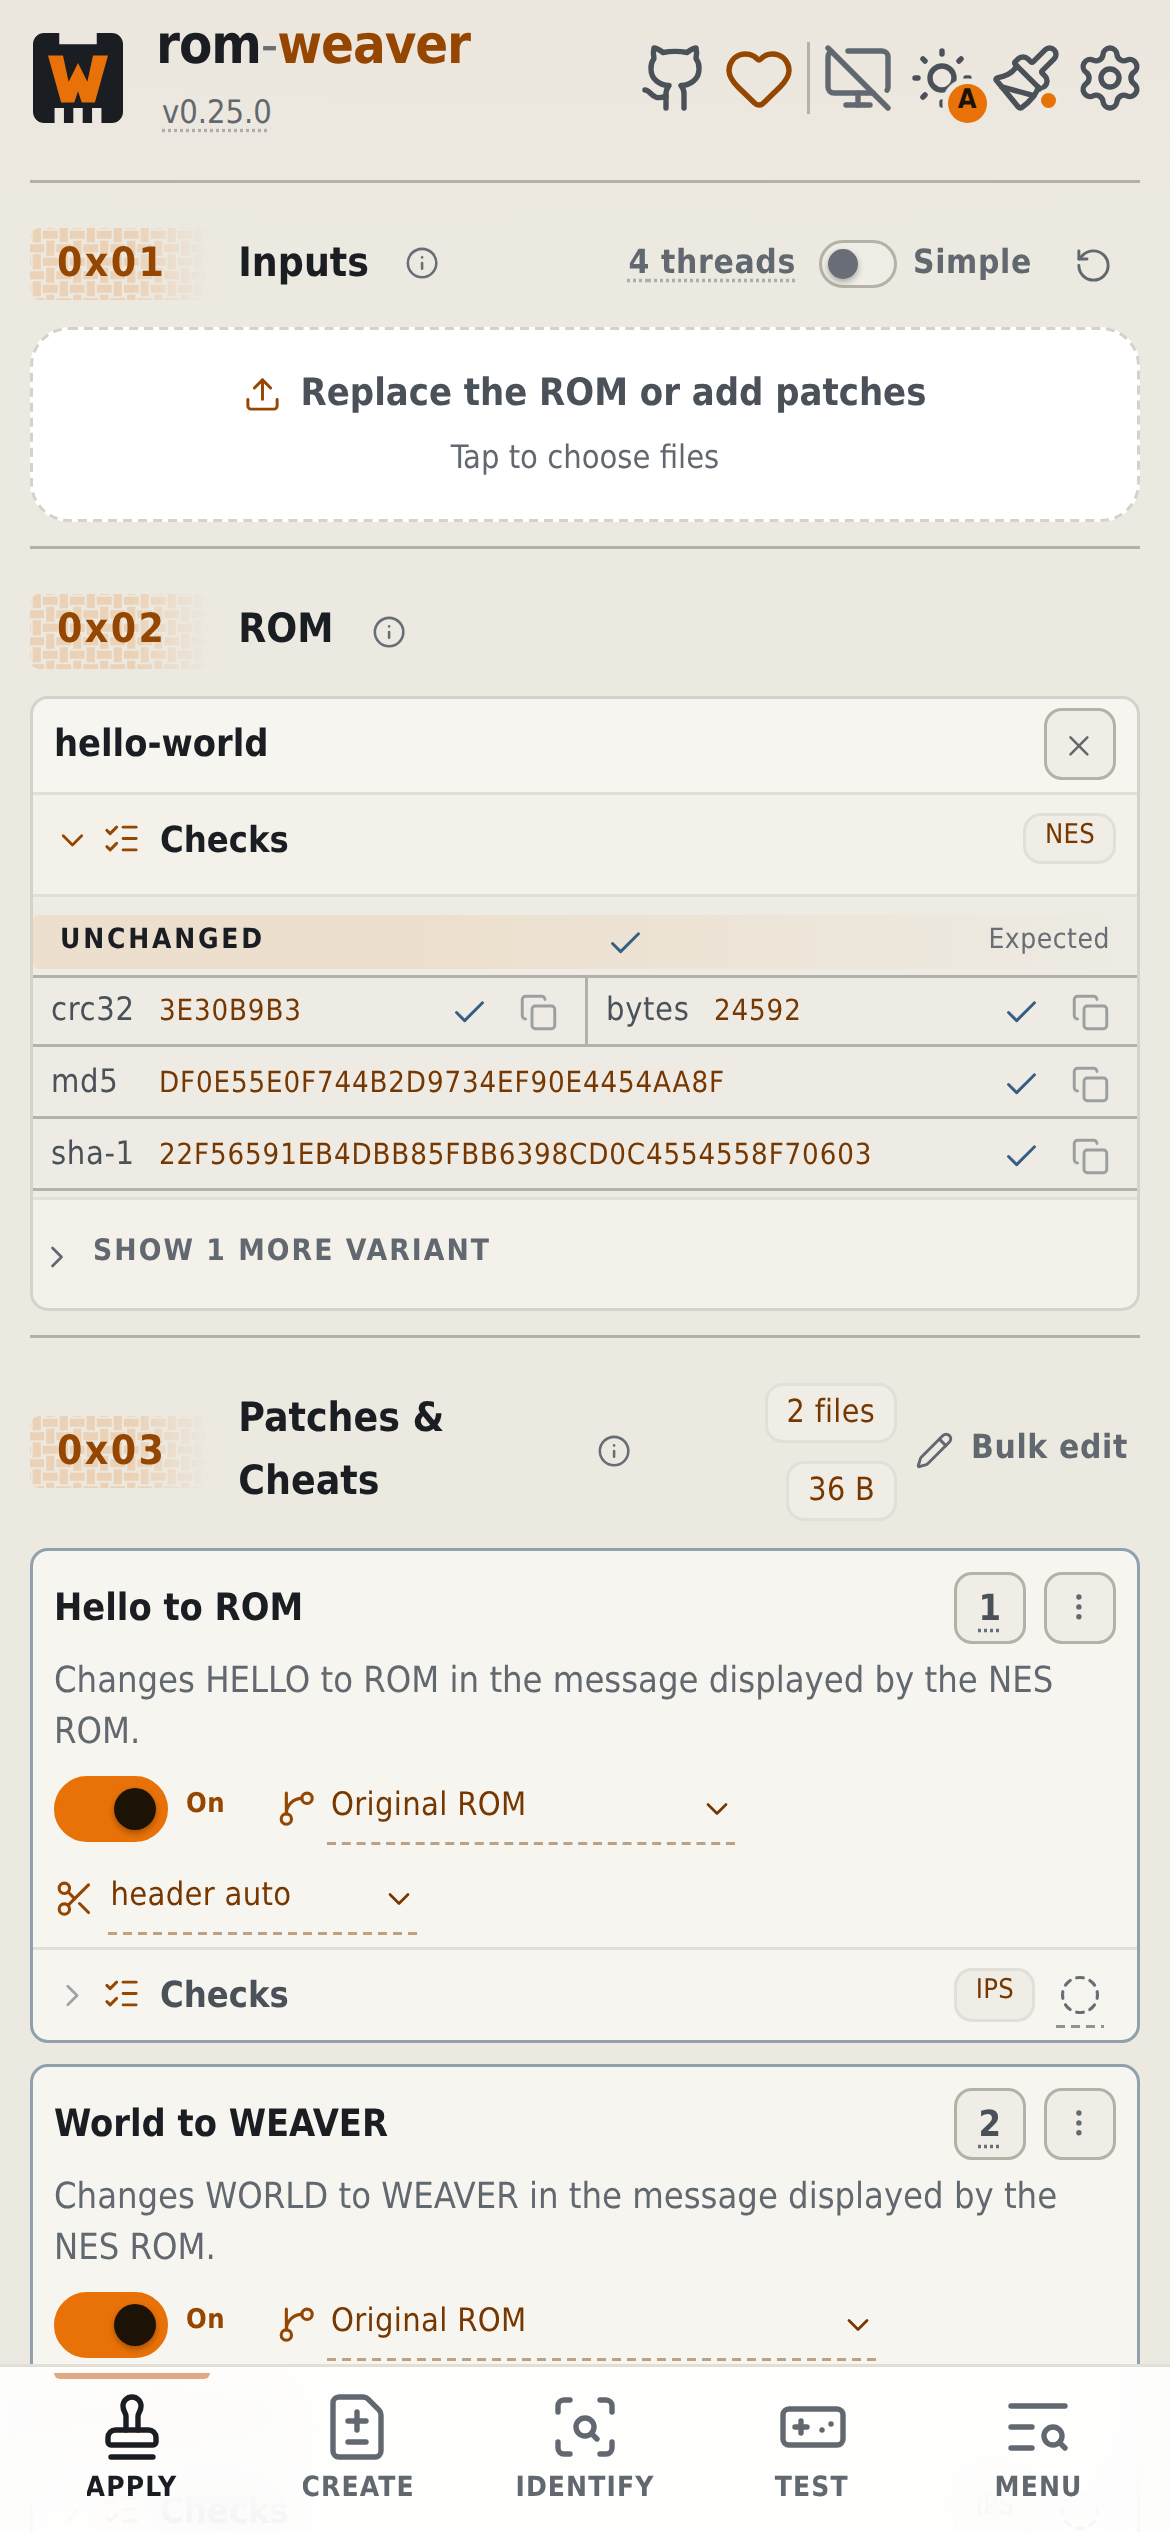 rom-weaver
v0.25.0
A
0x01 Inputs 4 threads Simple
Replace the ROM or add patches
Tap to choose files
0x02 ROM
hello-world
Checks NES
UNCHANGED Expected
crc32 3E30B9B3 bytes 24592
md5 DF0E55E0F744B2D9734EF90E4454AA8F
sha-1 22F56591EB4DBB85FBB6398CD0C4554558F70603
SHOW 1 MORE VARIANT
0x03 Patches & Cheats 2 files 36 B Bulk edit
Hello to ROM 1
Changes HELLO to ROM in the message displayed by the NES
ROM.
On Original ROM
header auto
Checks IPS
World to WEAVER 2
Changes WORLD to WEAVER in the message displayed by the
NES ROM.
On Original ROM
APPLY CREATE IDENTIFY TEST MENU
Checks IPS